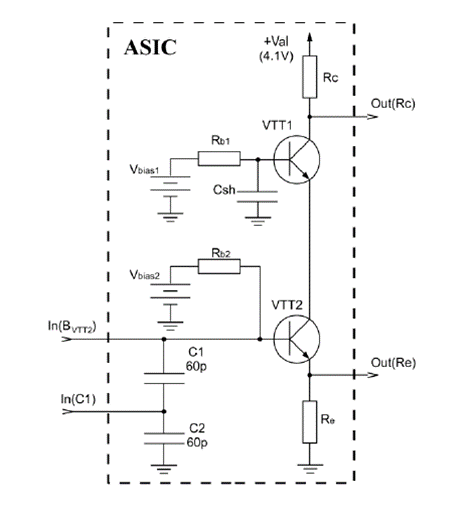 ASIC
+Val
(4.1V)
Rc
Out(Rc)
VTT1
Rb1
Vbias1
Csh
Rb2
Vbias2
VTT2
In(BVTT2)
C1
60p
Out(Re)
In(C1)
C2
60p
Re